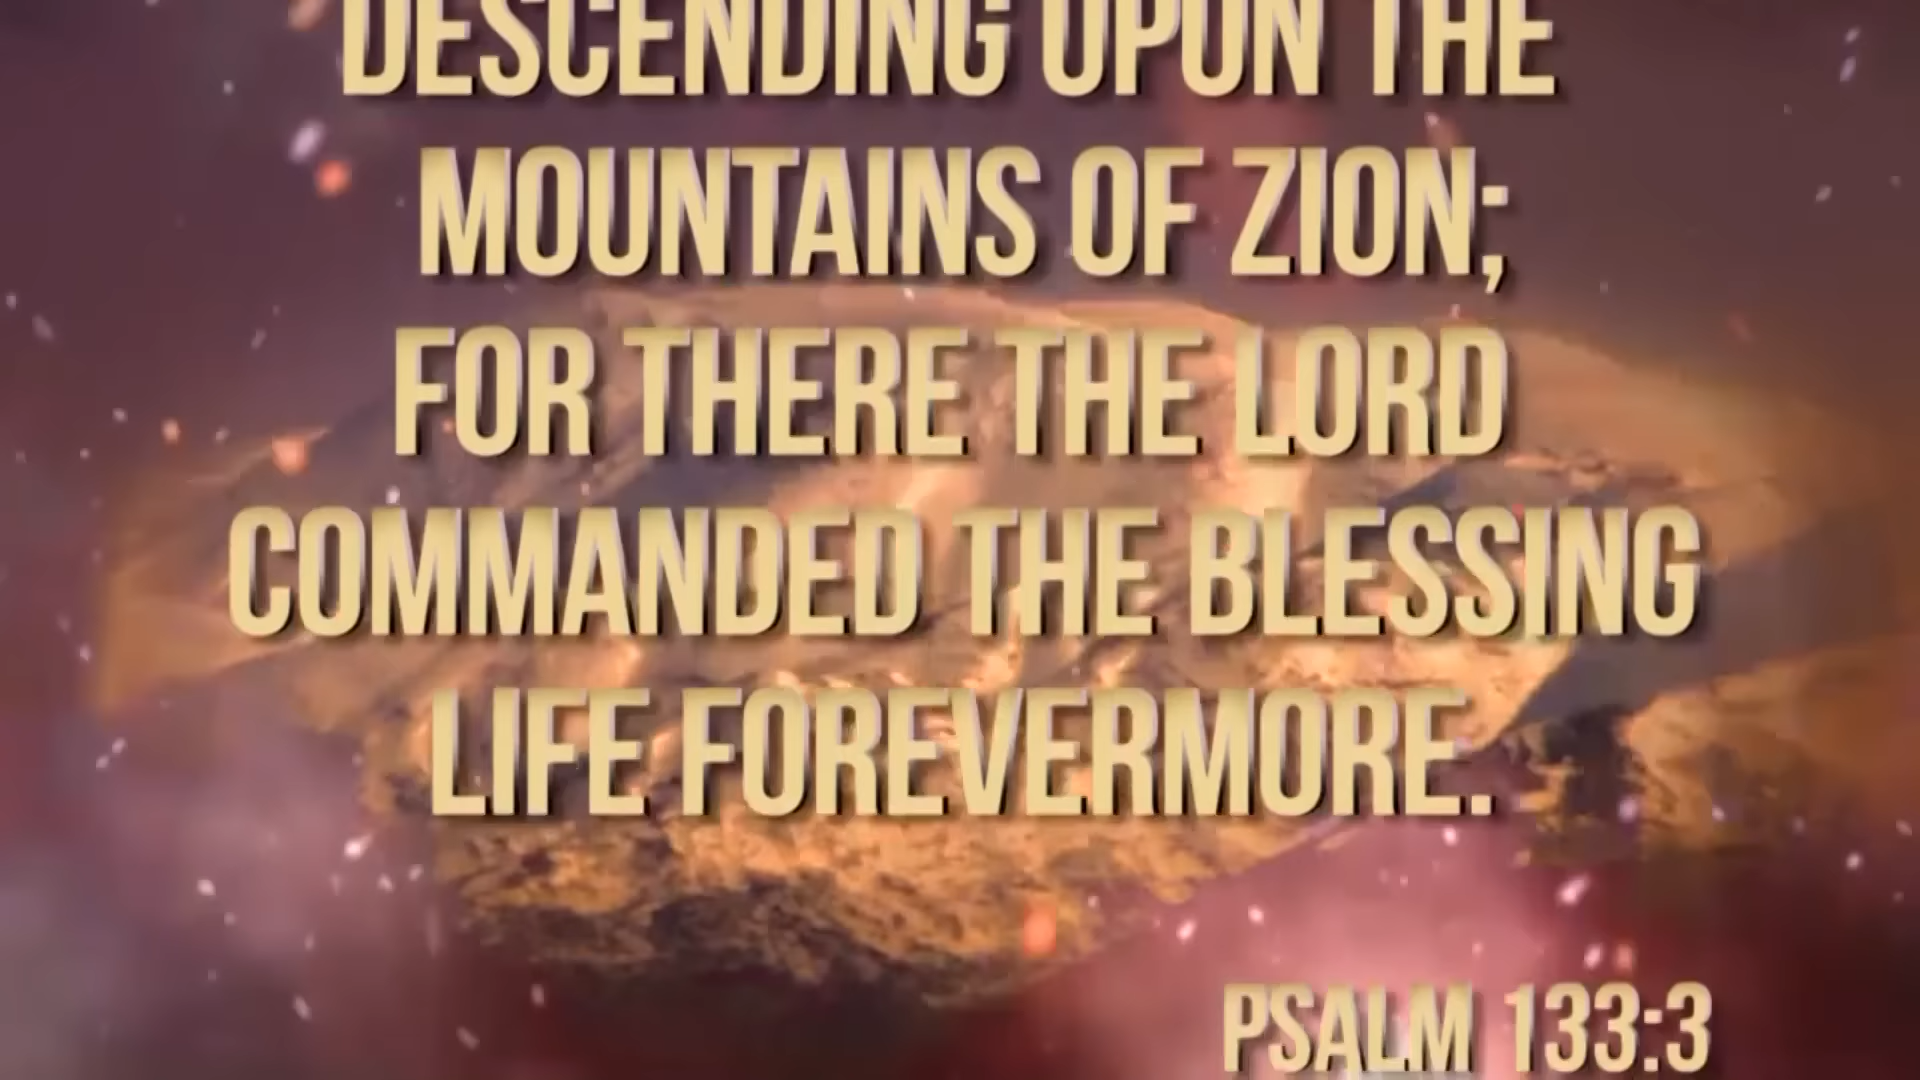 DESCENDING UPON THE
MOUNTAINS OF ZION;
FOR THERE THE LORD
COMMANDED THE BLESSING
LIFE FOREVERMORE.
PSALM 133:3